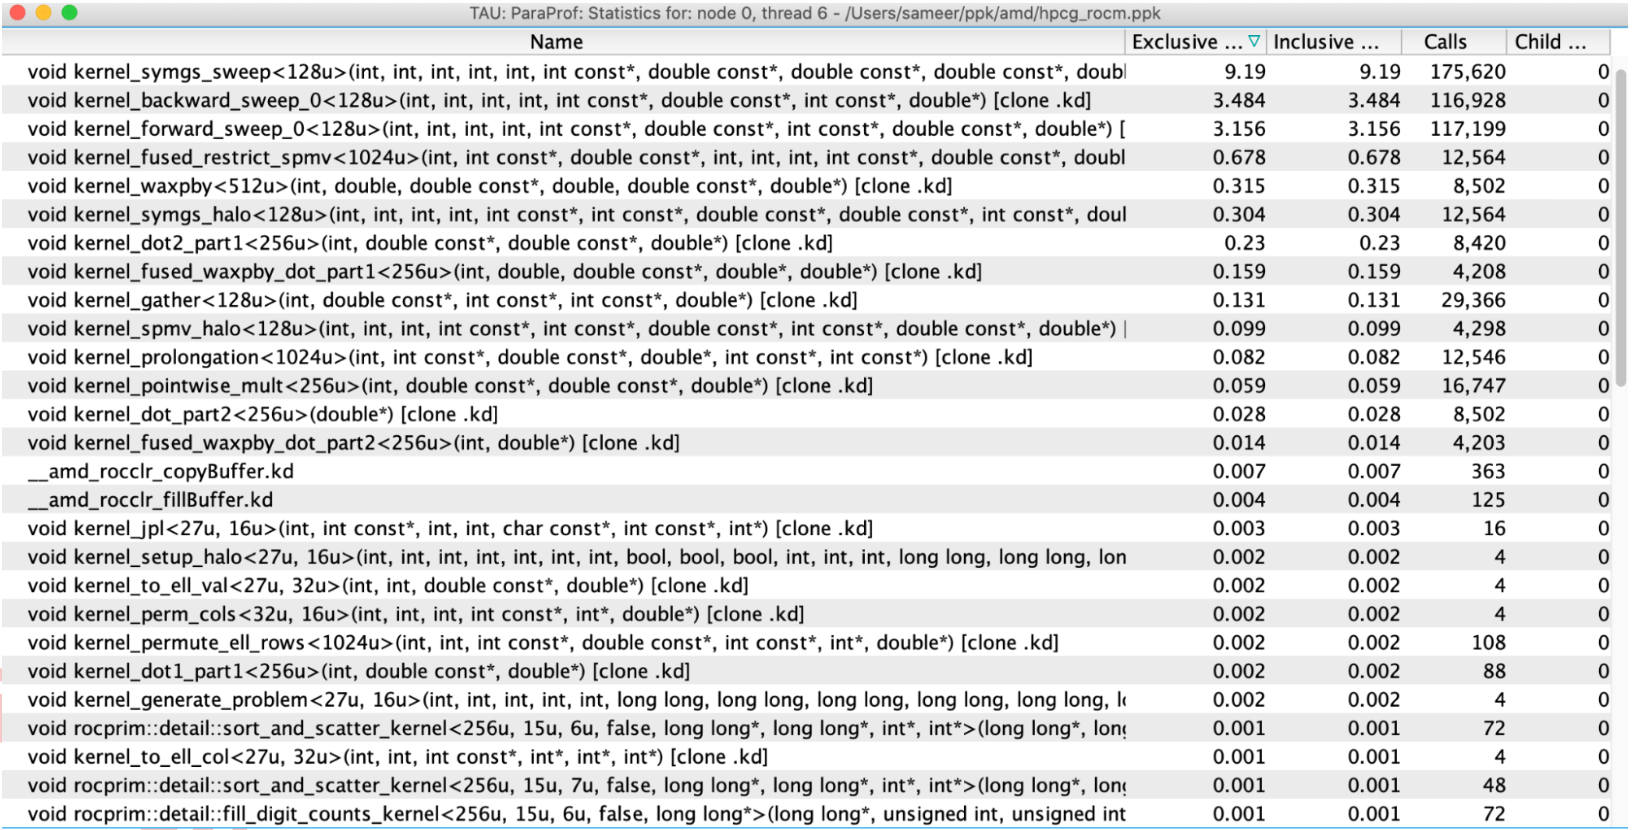 TAU: ParaProf: Statistics for: node 0, thread 6 - /Users/sameer/ppk/amd/hpcg_rocm.ppk
Name Exclusive ... Inclusive ... Calls Child ...
void kernel_symgs_sweep<128u>(int, int, int, int, int const*, double const*, double const*, double const*, doubl 9.19 9.19 175,620 0
void kernel_backward_sweep_0<128u>(int, int, int, int, int const*, double const*, int const*, double*) [clone .kd] 3.484 3.484 116,928 0
void kernel_forward_sweep_0<128u>(int, int, int, int, int const*, double const*, int const*, double const*, double*) [ 3.156 3.156 117,199 0
void kernel_fused_restrict_spmv<1024u>(int, int const*, double const*, int, int, int, int const*, double const*, doubl 0.678 0.678 12,564 0
void kernel_waxpby<512u>(int, double, double const*, double, double const*, double*) [clone .kd] 0.315 0.315 8,502 0
void kernel_symgs_halo<128u>(int, int, int, int, int const*, int const*, double const*, double const*, int const*, doul 0.304 0.304 12,564 0
void kernel_dot2_part1<256u>(int, double const*, double const*, double*) [clone .kd] 0.23 0.23 8,420 0
void kernel_fused_waxpby_dot_part1<256u>(int, double, double const*, double*, double*) [clone .kd] 0.159 0.159 4,208 0
void kernel_gather<128u>(int, double const*, int const*, int const*, double*) [clone .kd] 0.131 0.131 29,366 0
void kernel_spmv_halo<128u>(int, int, int, int const*, int const*, double const*, int const*, double const*, double*) | 0.099 0.099 4,298 0
void kernel_prolongation<1024u>(int, int const*, double const*, double*, int const*, int const*) [clone .kd] 0.082 0.082 12,546 0
void kernel_pointwise_mult<256u>(int, double const*, double const*, double*) [clone .kd] 0.059 0.059 16,747 0
void kernel_dot_part2<256u>(double*) [clone .kd] 0.028 0.028 8,502 0
void kernel_fused_waxpby_dot_part2<256u>(int, double*) [clone .kd] 0.014 0.014 4,203 0
__amd_rocclr_copyBuffer.kd 0.007 0.007 363 0
__amd_rocclr_fillBuffer.kd 0.004 0.004 125 0
void kernel_jpl<27u, 16u>(int, int const*, int, int, char const*, int const*, int*) [clone .kd] 0.003 0.003 16 0
void kernel_setup_halo<27u, 16u>(int, int, int, int, int, int, bool, bool, bool, int, int, int, long long, long long, lon 0.002 0.002 4 0
void kernel_to_ell_val<27u, 32u>(int, int, double const*, double*) [clone .kd] 0.002 0.002 4 0
void kernel_perm_cols<32u, 16u>(int, int, int, int const*, int*, double*) [clone .kd] 0.002 0.002 4 0
void kernel_permute_ell_rows<1024u>(int, int, int const*, double const*, int const*, int*, double*) [clone .kd] 0.002 0.002 108 0
void kernel_dot1_part1<256u>(int, double const*, double*) [clone .kd] 0.002 0.002 88 0
void kernel_generate_problem<27u, 16u>(int, int, int, int, int, long long, long long, long long, long long, long long, l 0.002 0.002 4 0
void rocprim::detail::sort_and_scatter_kernel<256u, 15u, 6u, false, long long*, long long*, int*, int*>(long long*, long 0.001 0.001 72 0
void kernel_to_ell_col<27u, 32u>(int, int, int const*, int*, int*, int*) [clone .kd] 0.001 0.001 4 0
void rocprim::detail::sort_and_scatter_kernel<256u, 15u, 7u, false, long long*, long long*, int*, int*>(long long*, long 0.001 0.001 48 0
void rocprim::detail::fill_digit_counts_kernel<256u, 15u, 6u, false, long long*>(long long*, unsigned int, unsigned int 0.001 0.001 72 0